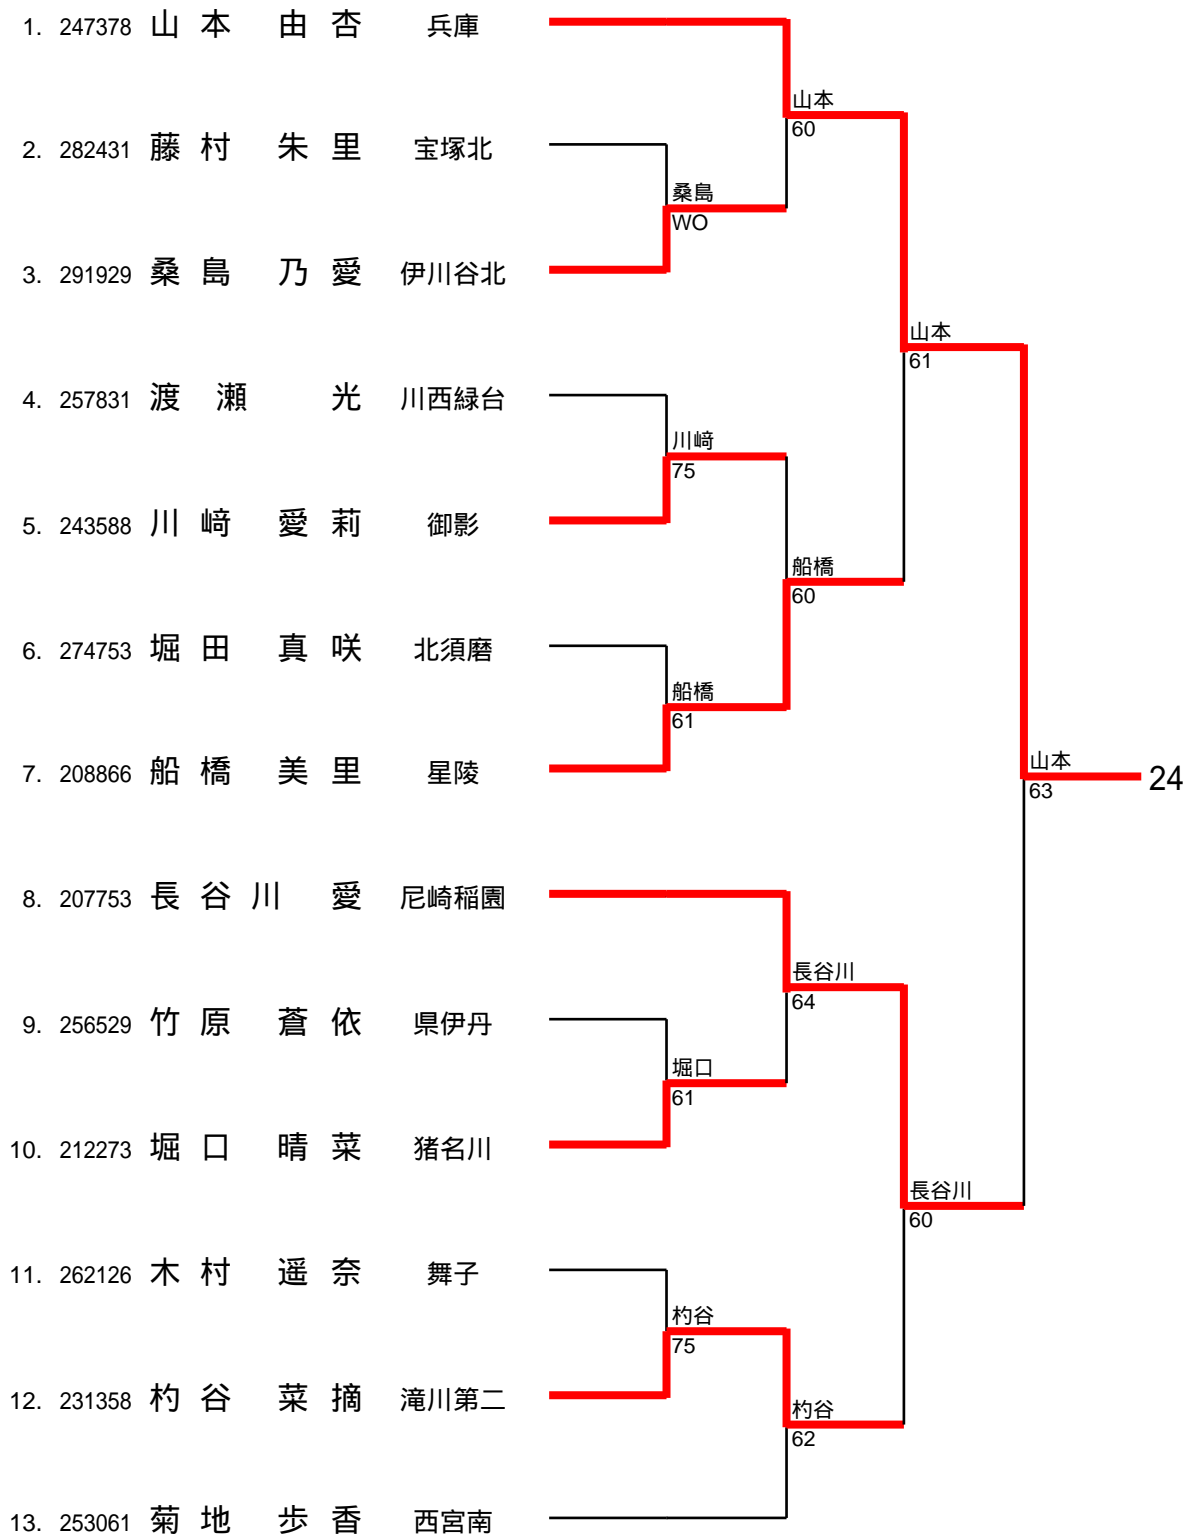 1. 247378 山本 由杏 兵庫
山本
60
2. 282431 藤村 朱里 宝塚北
桑島
WO
3. 291929 桑島 乃愛 伊川谷北
山本
61
4. 257831 渡瀬 光 川西緑台
川﨑
75
5. 243588 川﨑 愛莉 御影
船橋
60
6. 274753 堀田 真咲 北須磨
船橋
61
7. 208866 船橋 美里 星陵
山本
63
24
8. 207753 長谷川 愛 尼崎稲園
長谷川
64
9. 256529 竹原 蒼依 県伊丹
堀口
61
10. 212273 堀口 晴菜 猪名川
長谷川
60
11. 262126 木村 遥奈 舞子
杓谷
75
12. 231358 杓谷 菜摘 滝川第二
杓谷
62
13. 253061 菊地 歩香 西宮南